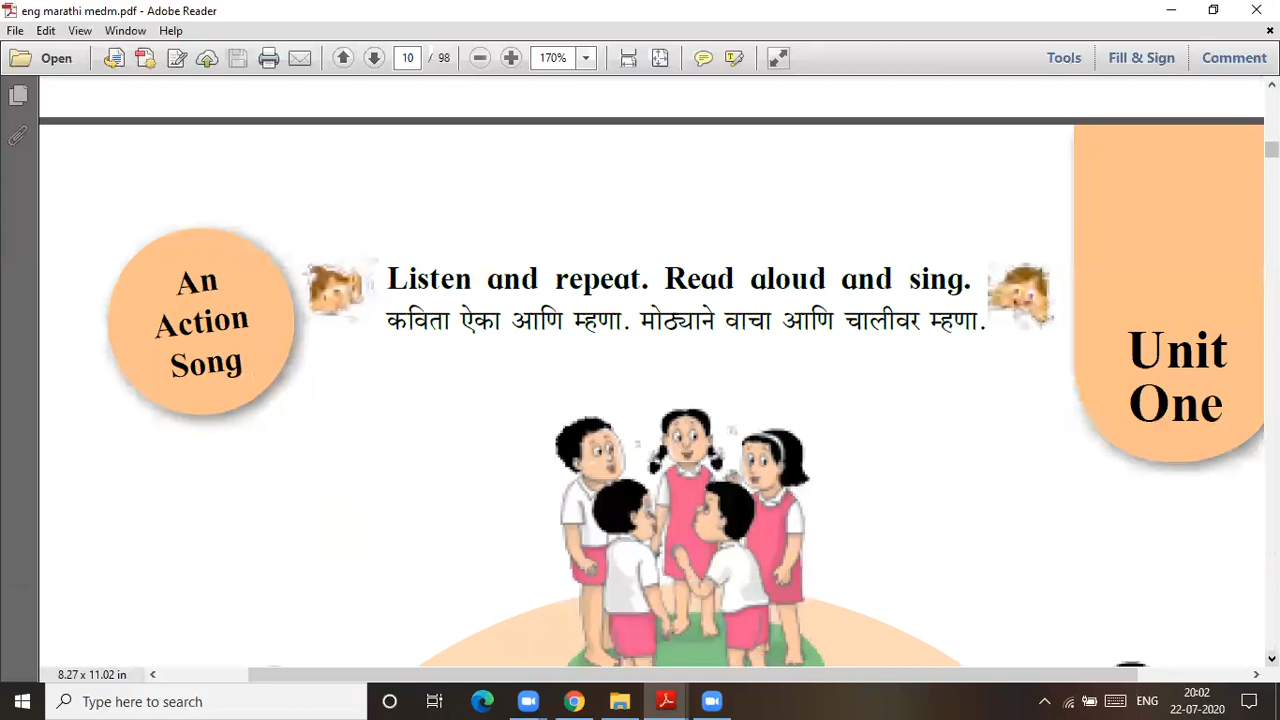 eng marathi medm.pdf - Adobe Reader
File Edit View Window Help
Open 10 / 98 170% Tools Fill & Sign Comment
An
Action
Song
Listen and repeat. Read aloud and sing.
कविता ऐका आणि म्हणा. मोठ्याने वाचा आणि चालीवर म्हणा.
Unit
One
8.27 x 11.02 in
Type here to search
ENG
20:02
22-07-2020